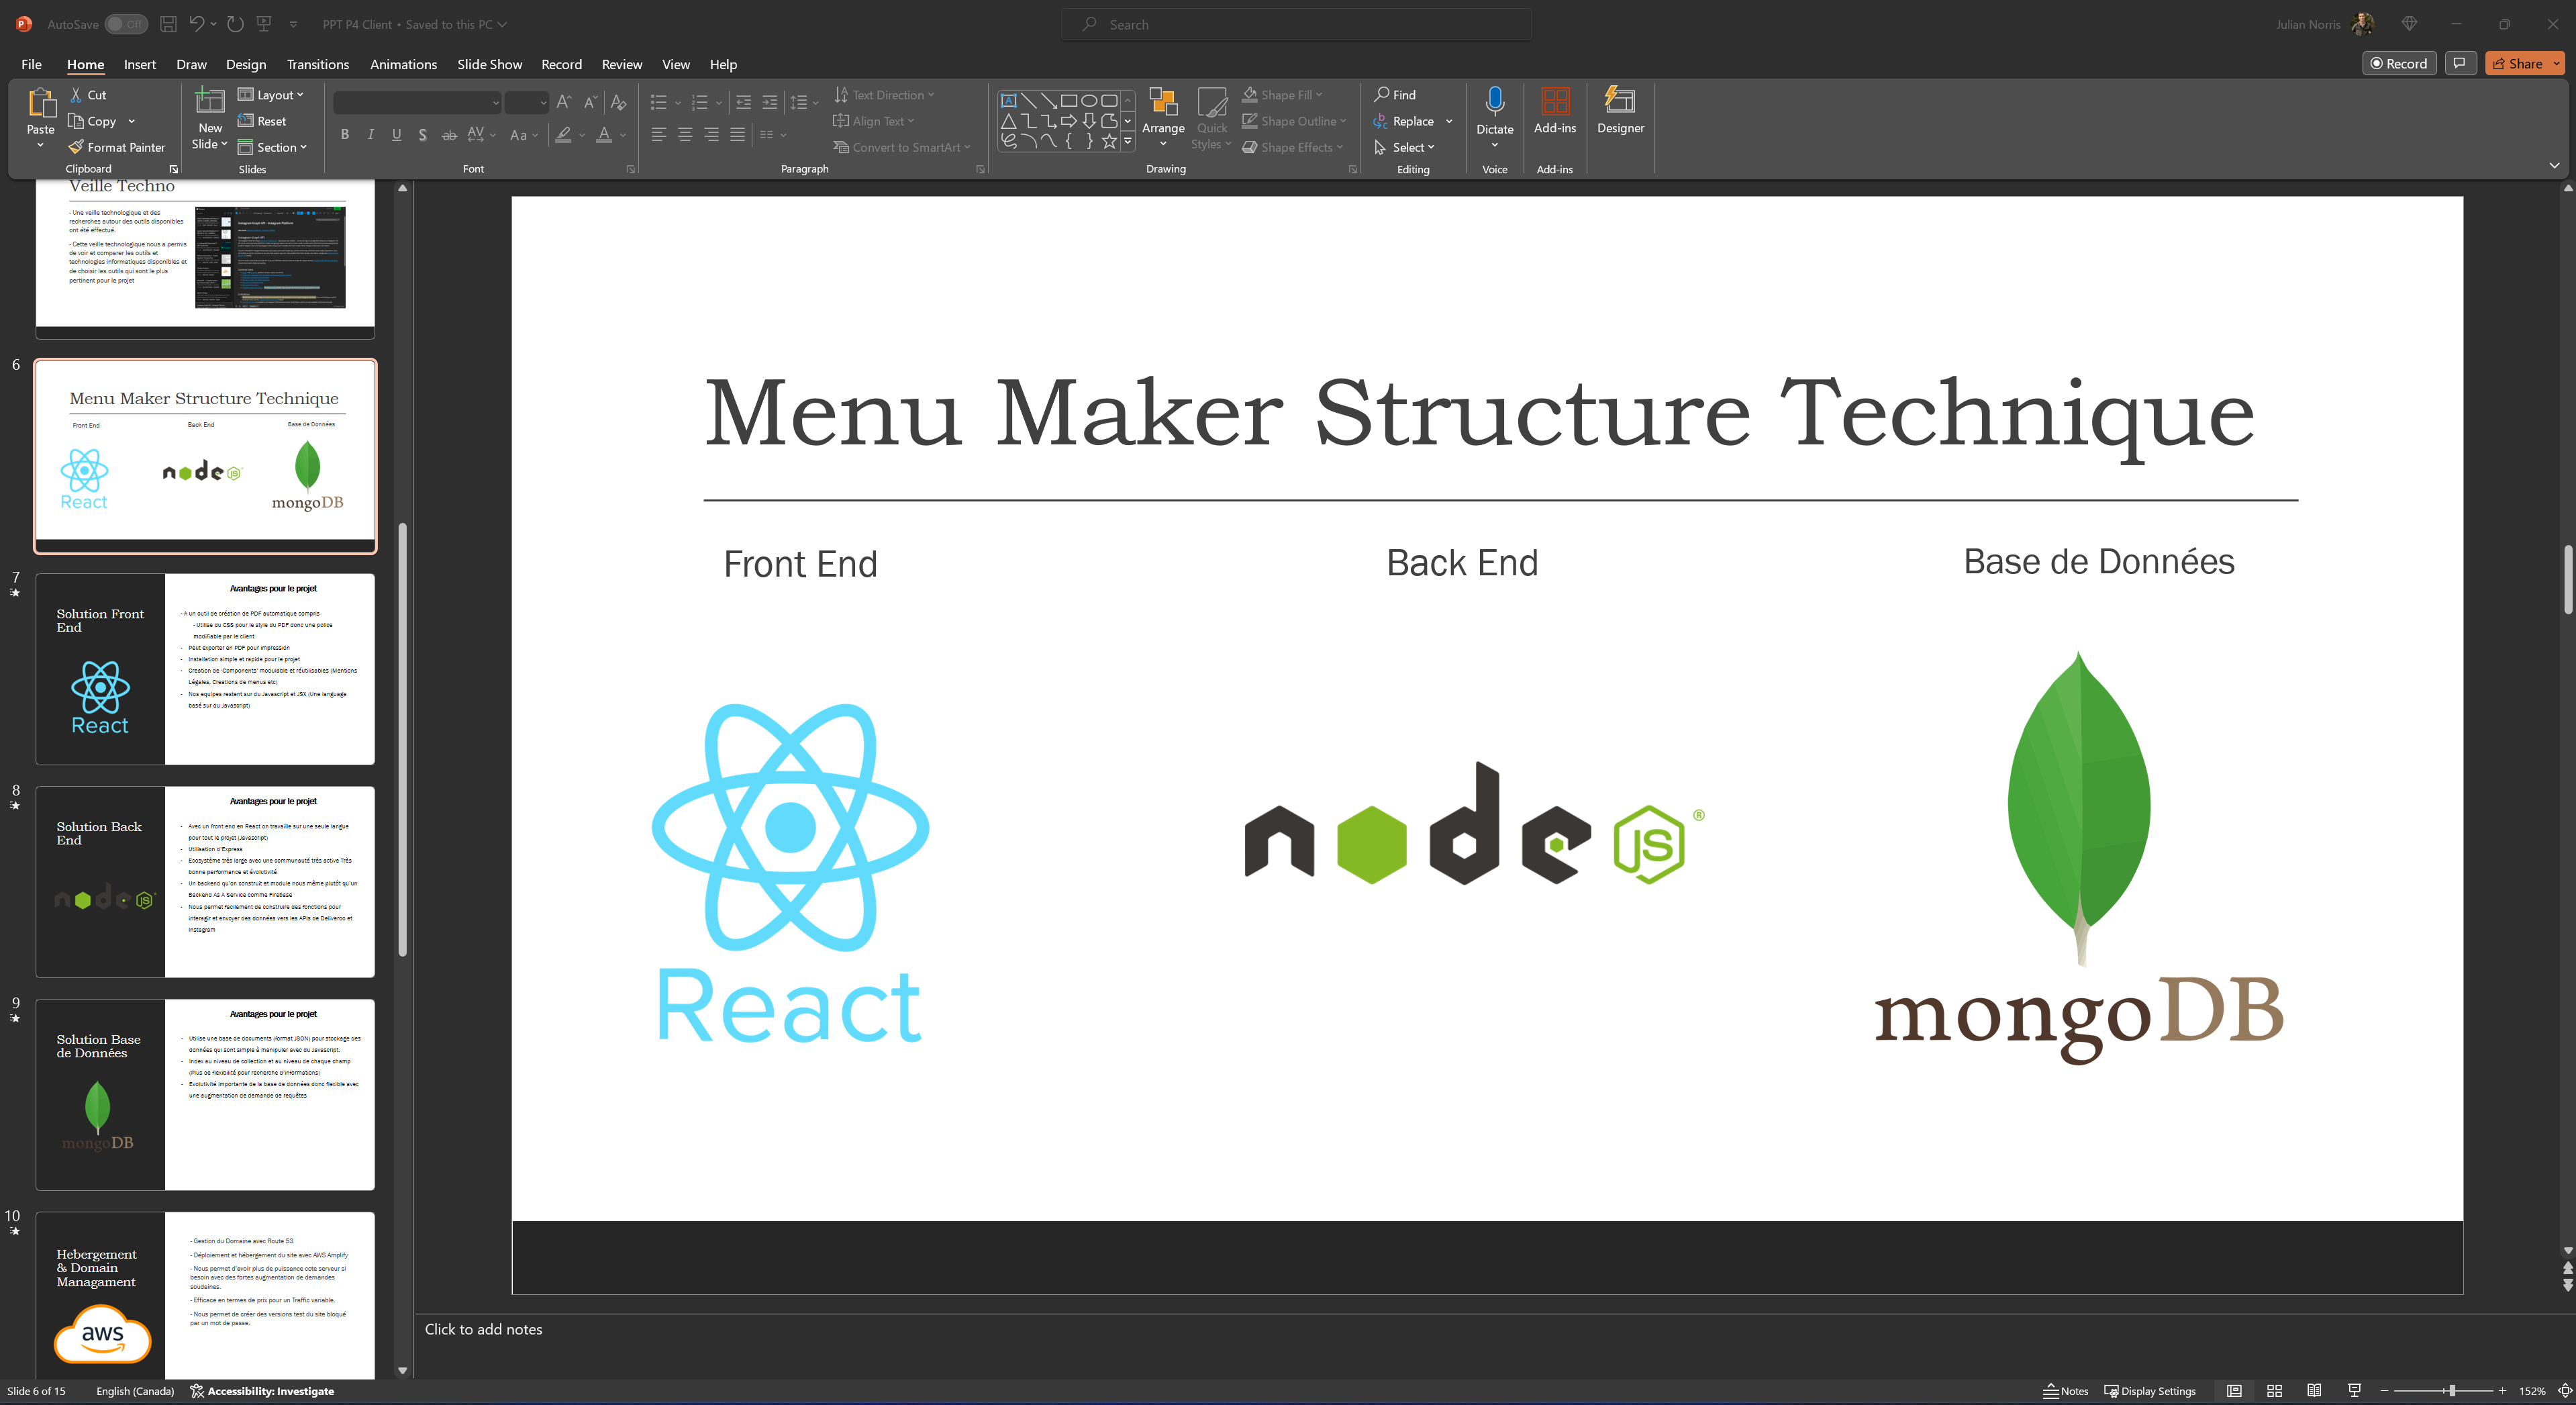 AutoSave Off PPT P4 Client • Saved to this PC Search Julian Norris
File Home Insert Draw Design Transitions Animations Slide Show Record Review View Help Record Share
Paste Cut Copy Format Painter Clipboard
New Slide Layout Reset Section Slides
Font
Paragraph Text Direction Align Text Convert to SmartArt
Arrange Quick Styles Shape Fill Shape Outline Shape Effects Drawing
Find Replace Select Editing
Dictate Voice
Add-ins Add-ins
Designer
Veille Techno
- Une veille technologique et des
recherches autour des outils disponibles
ont été effectué.
- Cette veille technologique nous a permis
de voir et comparer les outils et
technologies informatiques disponibles et
de choisir les outils qui sont le plus
pertinent pour le projet
6
Menu Maker Structure Technique
Front End Back End Base de Données
React node JS mongoDB
7
Solution Front
End
React
Avantages pour le projet
- A un outil de création de PDF automatique compris
- Utilise du CSS pour le style du PDF donc une police
modifiable par le client
- Peut exporter en PDF pour impression
- Installation simple et rapide pour le projet
- Creation de 'Components' modulable et réutilisables (Mentions
Légales, Creations de menus etc)
- Nos equipes restent sur du Javascript et JSX (Une language
basé sur du Javascript)
8
Solution Back
End
node JS
Avantages pour le projet
- Avec un front end en React on travaille sur une seule langue
pour tout le projet (Javascript)
- Utilisation d'Express
- Ecosystème très large avec une communauté très active Très
bonne performance et évolutivité
- Un backend qu'on construit et module nous même plutôt qu'un
Backend As A Service comme Firebase
- Nous permet facilement de construire des fonctions pour
interagir et envoyer des données vers les APIs de Deliveroo et
Instagram
9
Solution Base
de Données
mongoDB
Avantages pour le projet
- Utilise une base de documents (format JSON) pour stockage des
données qui sont simple à manipuler avec du Javascript.
- Index au niveau de collection et au niveau de chaque champ
(Plus de flexibilité pour recherche d'informations)
- Evolutivité importante de la base de données donc flexible avec
une augmentation de demande de requêtes
10
Hebergement
& Domain
Managament
aws
- Gestion du Domaine avec Route 53
- Déploiement et hébergement du site avec AWS Amplify
- Nous permet d'avoir plus de puissance cote serveur si
besoin avec des fortes augmentation de demandes
soudaines.
- Efficace en termes de prix pour un Traffic variable.
- Nous permet de créer des versions test du site bloqué
par un mot de passe.
Menu Maker Structure Technique
Front End Back End Base de Données
React
node JS ®
mongoDB
Click to add notes
Slide 6 of 15 English (Canada) Accessibility: Investigate Notes Display Settings 152%